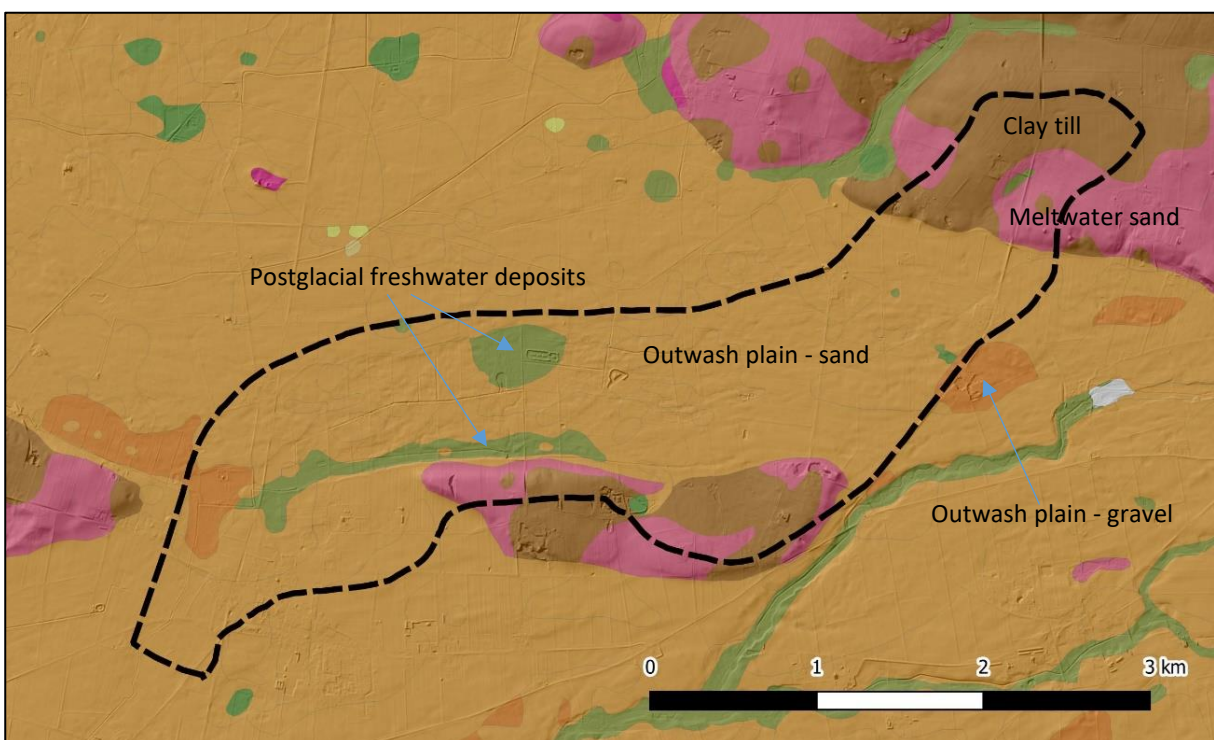 Clay till
Meltwater sand
Postglacial freshwater deposits
Outwash plain - sand
Outwash plain - gravel
0 1 2 3 km